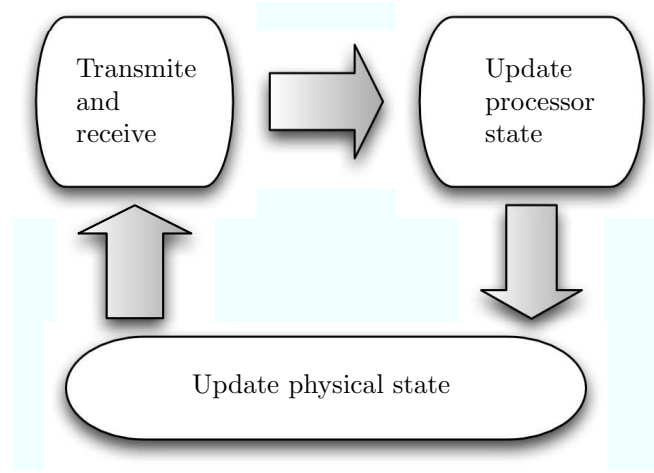 Transmite
and
receive
Update
processor
state
Update physical state